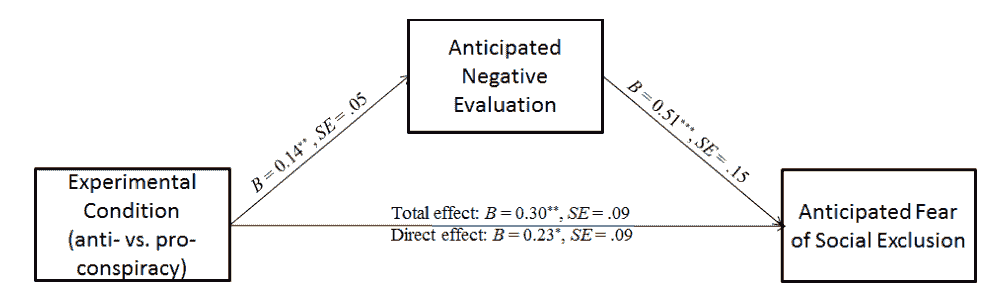 Anticipated
Negative
Evaluation
B = 0.14**, SE = .05
B = 0.51***, SE = .15
Experimental
Condition
(anti- vs. pro-
conspiracy)
Total effect: B = 0.30**, SE = .09
Direct effect: B = 0.23*, SE = .09
Anticipated Fear
of Social Exclusion